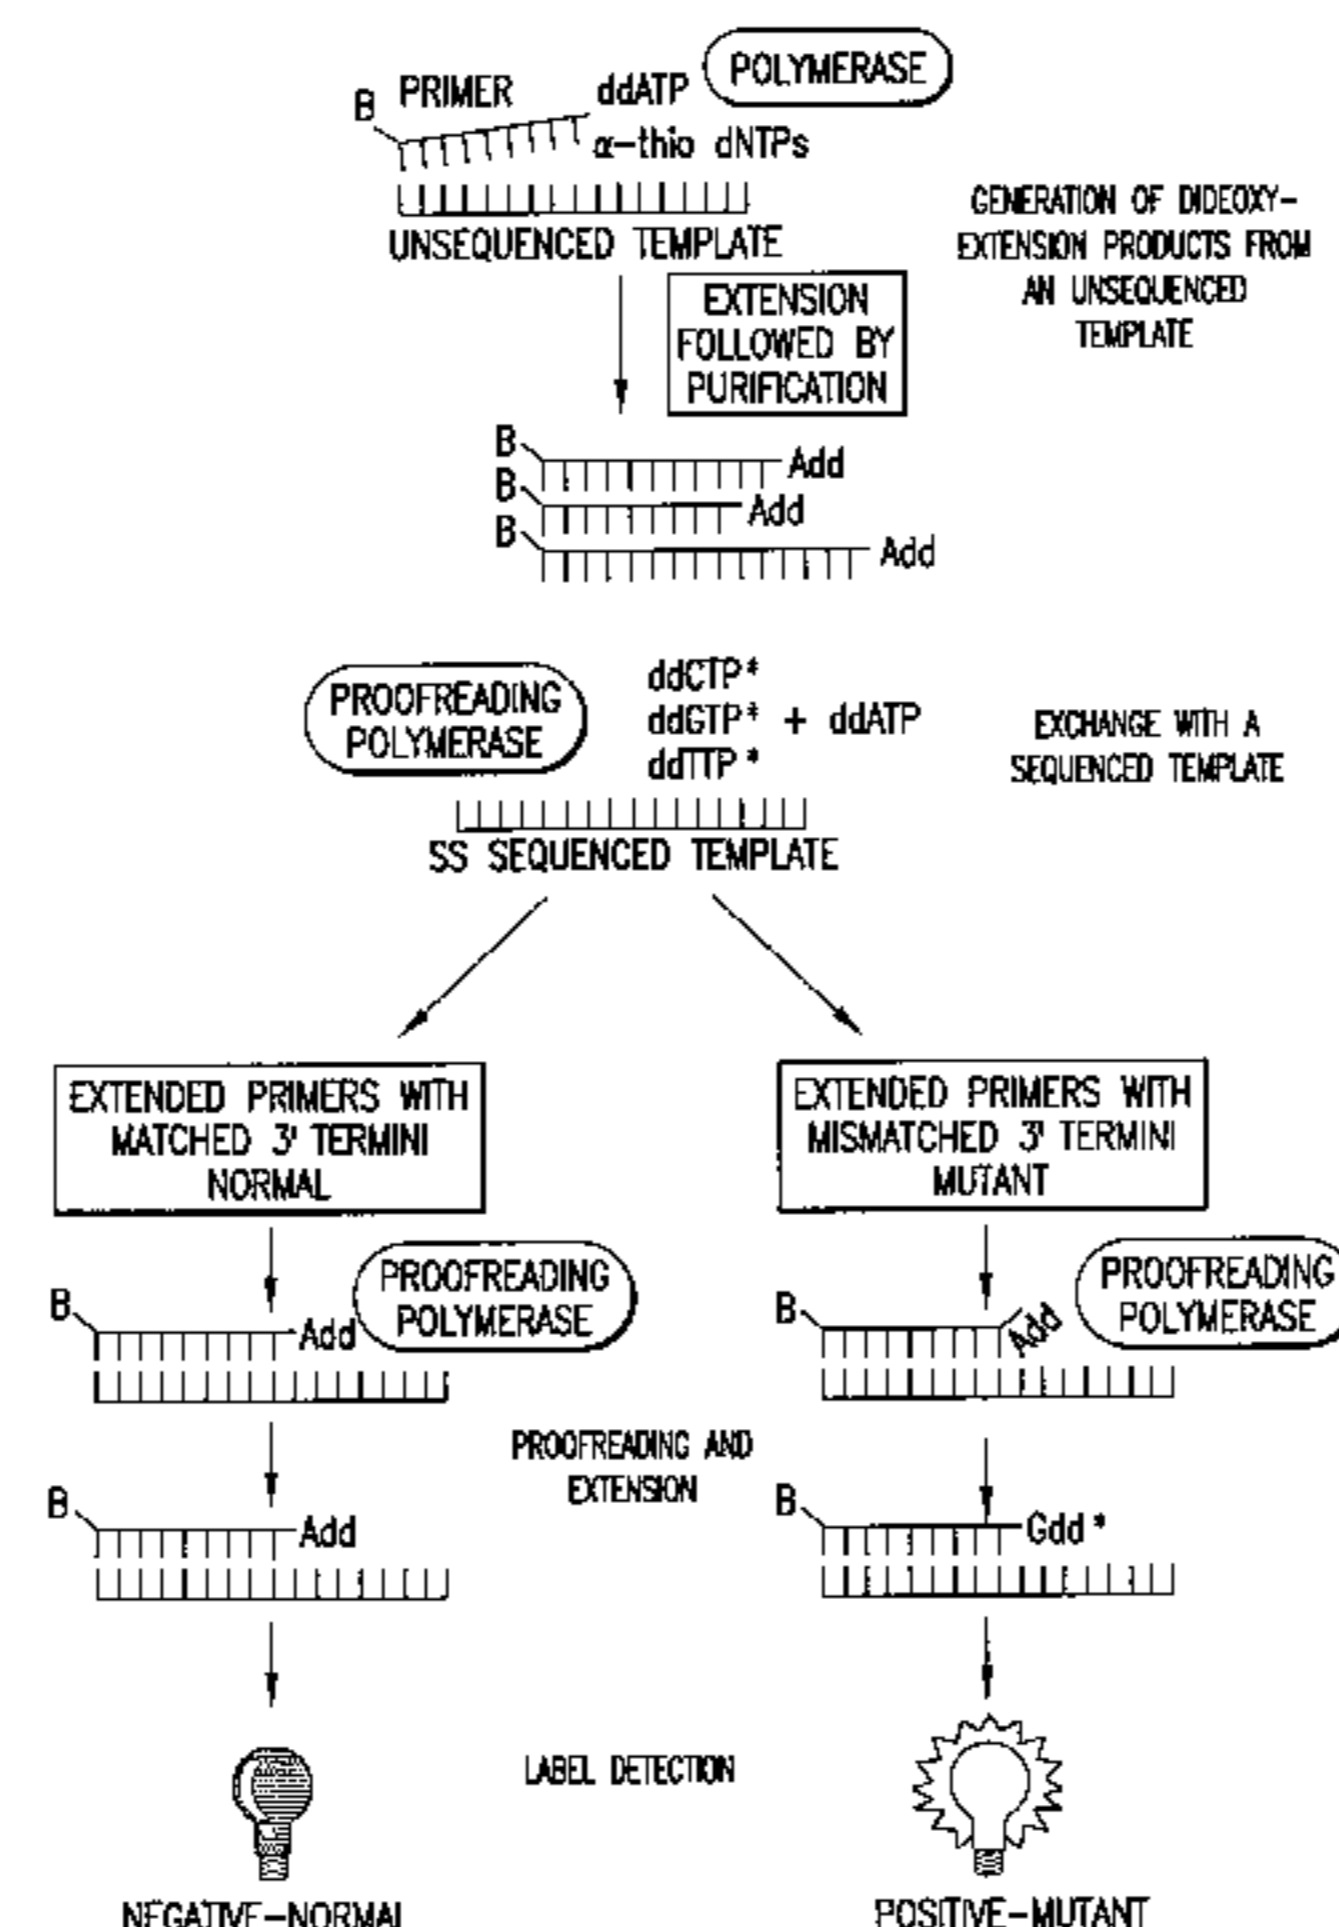 B PRIMER ddATP POLYMERASE
α-thio dNTPs
UNSEQUENCED TEMPLATE
GENERATION OF DIDEOXY-
EXTENSION PRODUCTS FROM
AN UNSEQUENCED
TEMPLATE
EXTENSION
FOLLOWED BY
PURIFICATION
B Add
B Add
B Add
PROOFREADING
POLYMERASE
ddCTP*
ddGTP* + ddATP
ddTTP*
EXCHANGE WITH A
SEQUENCED TEMPLATE
SS SEQUENCED TEMPLATE
EXTENDED PRIMERS WITH
MATCHED 3' TERMINI
NORMAL
EXTENDED PRIMERS WITH
MISMATCHED 3' TERMINI
MUTANT
PROOFREADING
POLYMERASE
B Add
PROOFREADING
POLYMERASE
B Add
PROOFREADING AND
EXTENSION
B Add
B Gdd*
LABEL DETECTION
NEGATIVE-NORMAL
POSITIVE-MUTANT